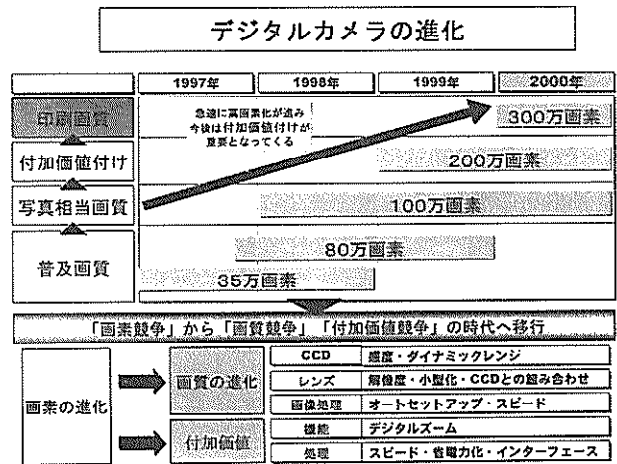 デジタルカメラの進化
1997年 1998年 1999年 2000年
印刷画質
付加価値付け
写真相当画質
普及画質
急速に高画素化が進み
今後は付加価値付けが
重要となってくる
300万画素
200万画素
100万画素
80万画素
35万画素
「画素競争」から「画質競争」「付加価値競争」の時代へ移行
画素の進化
画質の進化
CCD 感度・ダイナミックレンジ
レンズ 解像度・小型化・CCDとの組み合わせ
画像処理 オートセットアップ・スピード
付加価値
機能 デジタルズーム
処理 スピード・省電力化・インターフェース